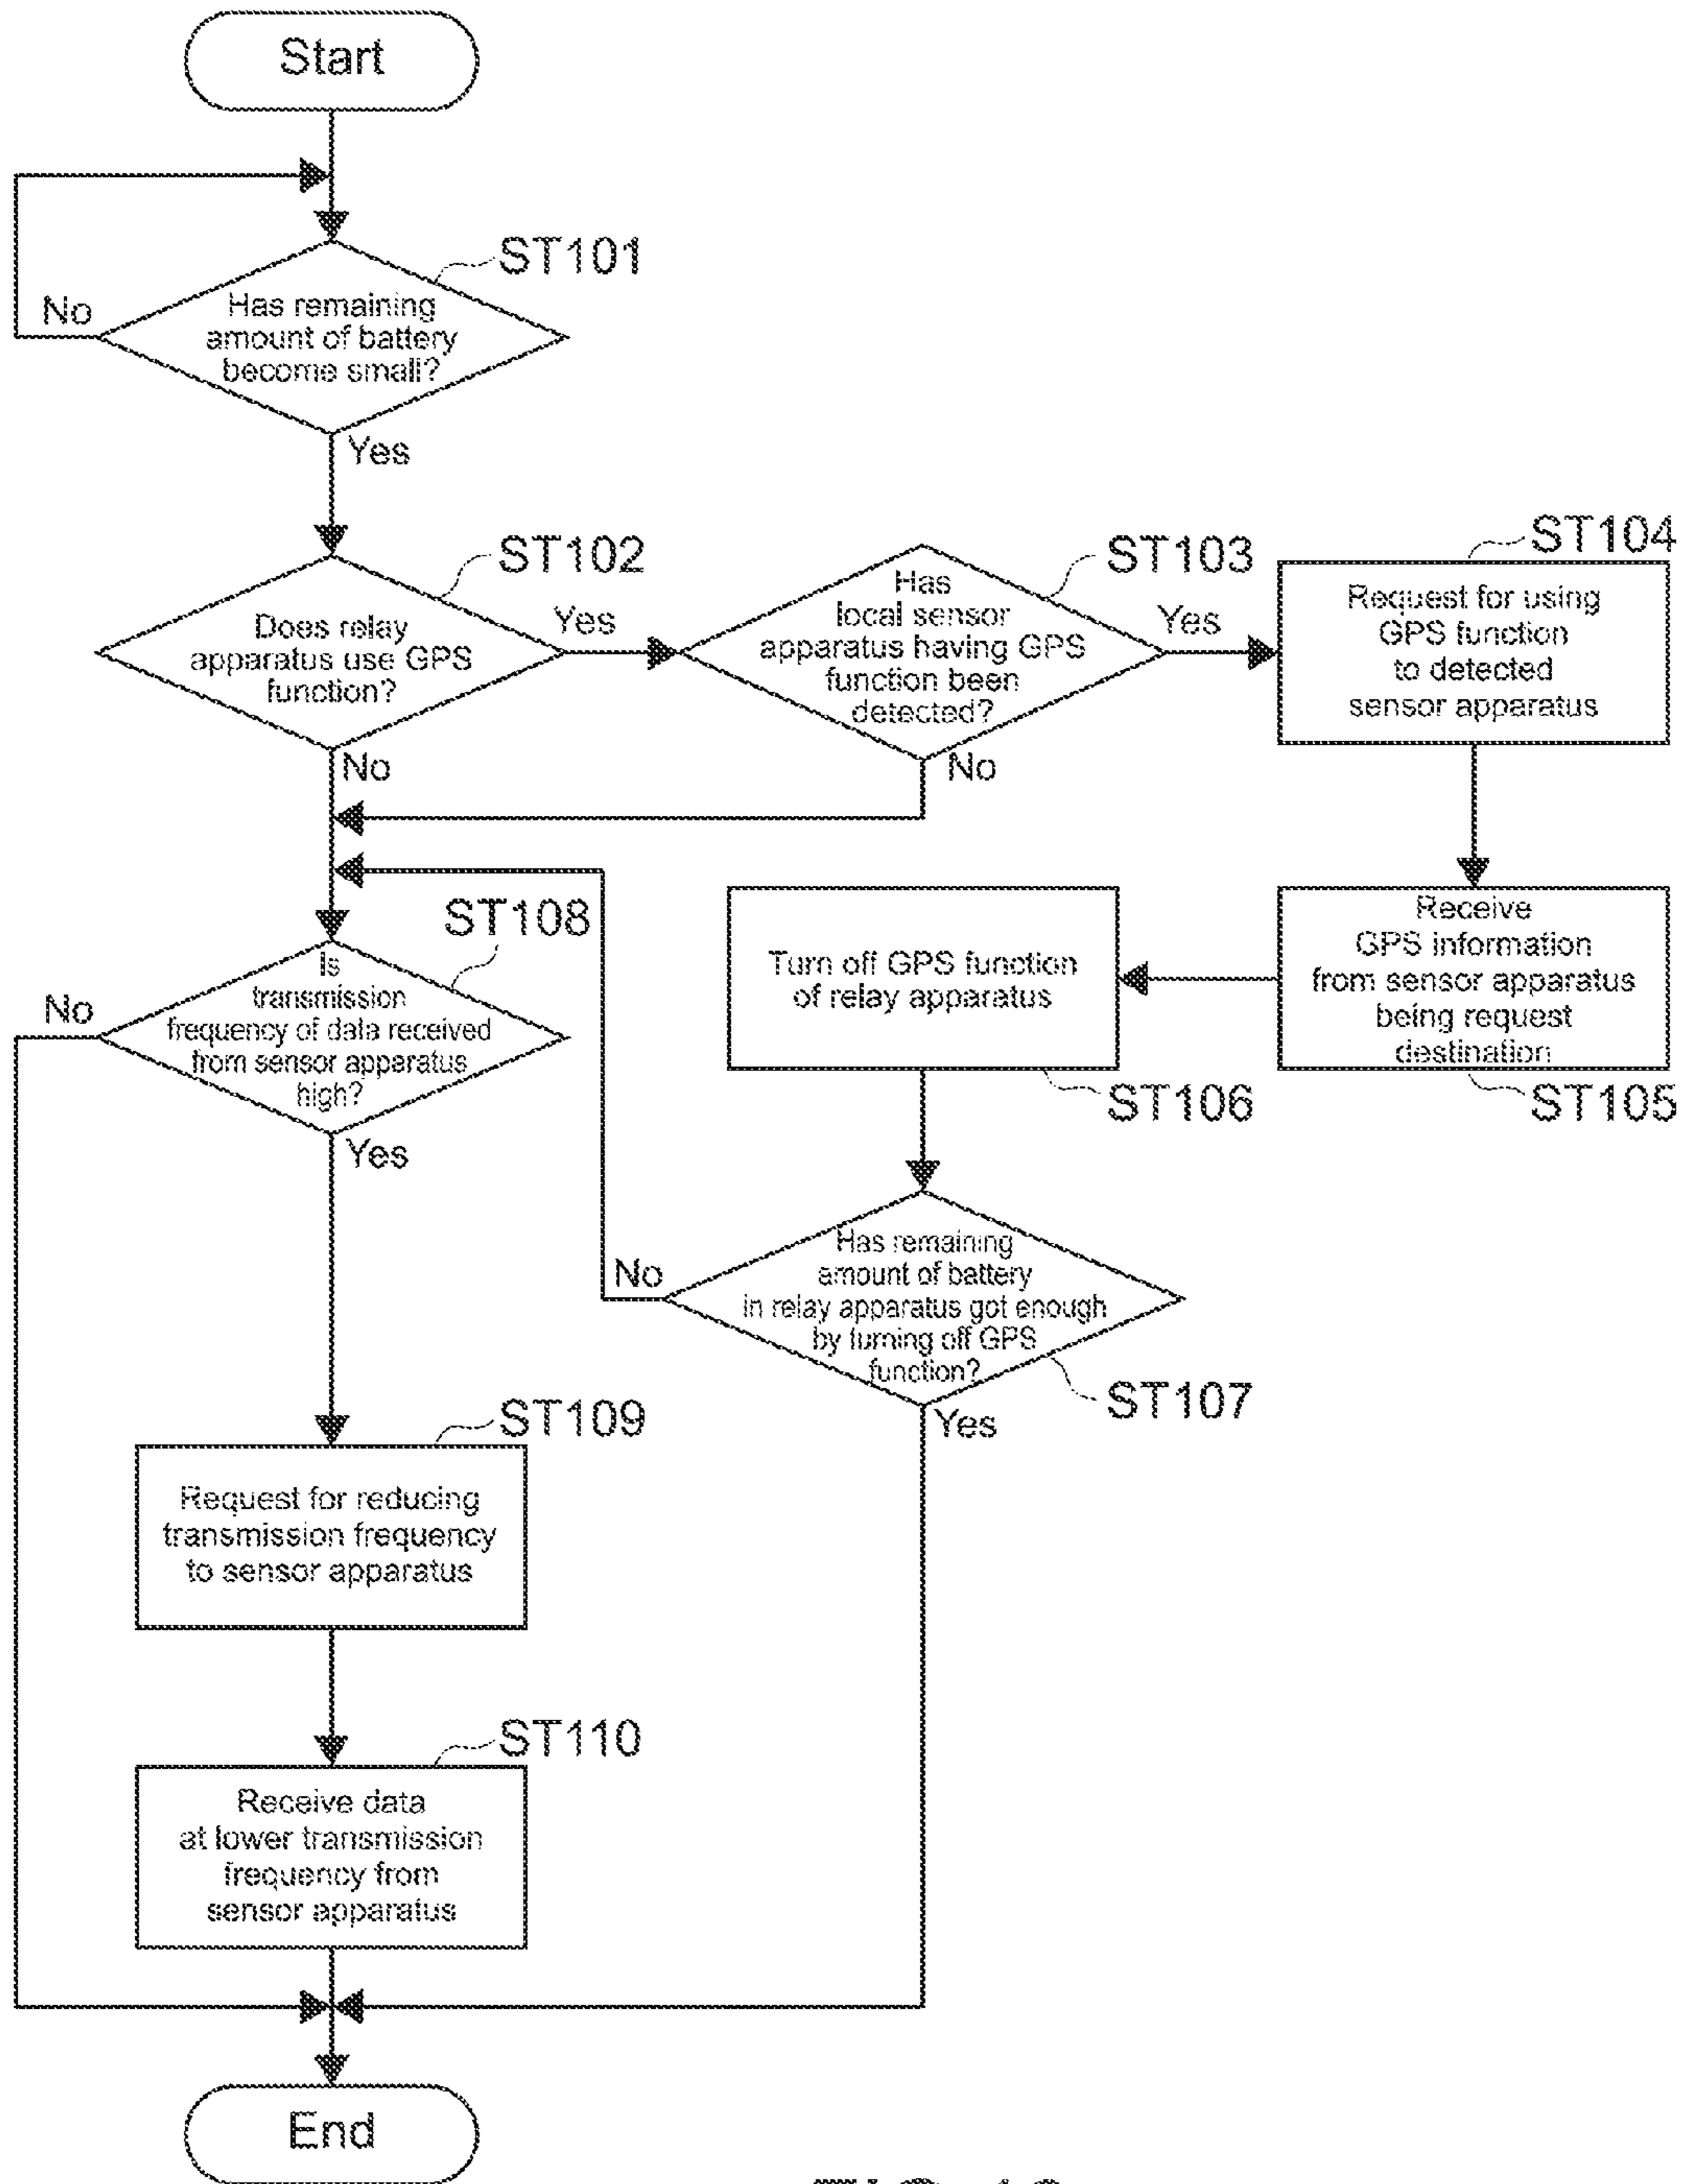 Start
ST101
No
Has remaining
amount of battery
become small?
Yes
ST102
Does relay
apparatus use GPS
function?
Yes
No
ST103
Has
local sensor
apparatus having GPS
function been
detected?
Yes
No
ST104
Request for using
GPS function
to detected
sensor apparatus
Receive
GPS information
from sensor apparatus
being request
destination
ST105
Turn off GPS function
of relay apparatus
ST106
Has remaining
amount of battery
in relay apparatus got enough
by turning off GPS
function?
No
ST107
Yes
ST108
Is
transmission
frequency of data received
from sensor apparatus
high?
No
Yes
ST109
Request for reducing
transmission frequency
to sensor apparatus
ST110
Receive data
at lower transmission
frequency from
sensor apparatus
End